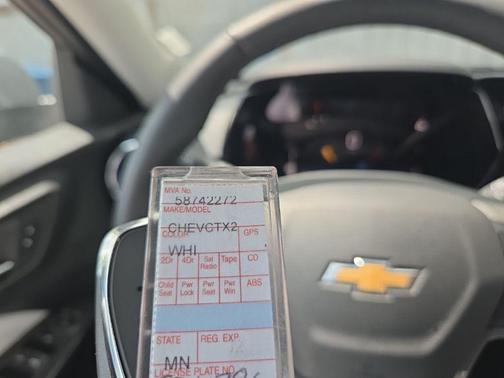 MVA No.
58742272
MAKE/MODEL
CHEVCTX2
COLOR GPS
WHI
2Dr 4Dr Sat Radio Tape CD
Child Seat Pwr Lock Pwr Seat Pwr Win ABS
STATE REG. EXP.
MN
LICENSE PLATE NO